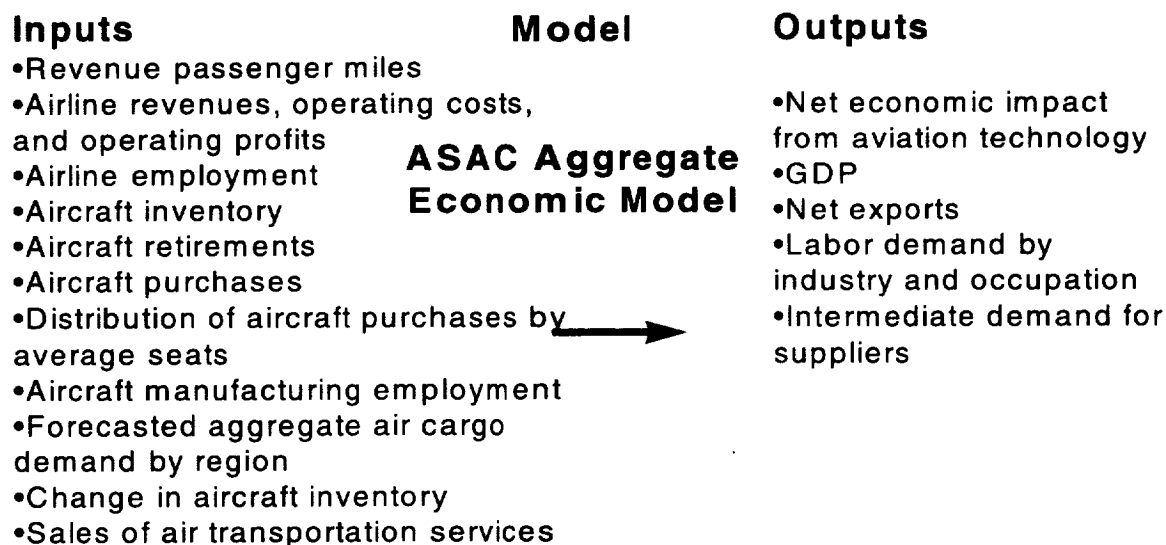 Inputs
•Revenue passenger miles
•Airline revenues, operating costs,
and operating profits
•Airline employment
•Aircraft inventory
•Aircraft retirements
•Aircraft purchases
•Distribution of aircraft purchases by
average seats
•Aircraft manufacturing employment
•Forecasted aggregate air cargo
demand by region
•Change in aircraft inventory
•Sales of air transportation services
Model
ASAC Aggregate
Economic Model
Outputs
•Net economic impact
from aviation technology
•GDP
•Net exports
•Labor demand by
industry and occupation
•Intermediate demand for
suppliers